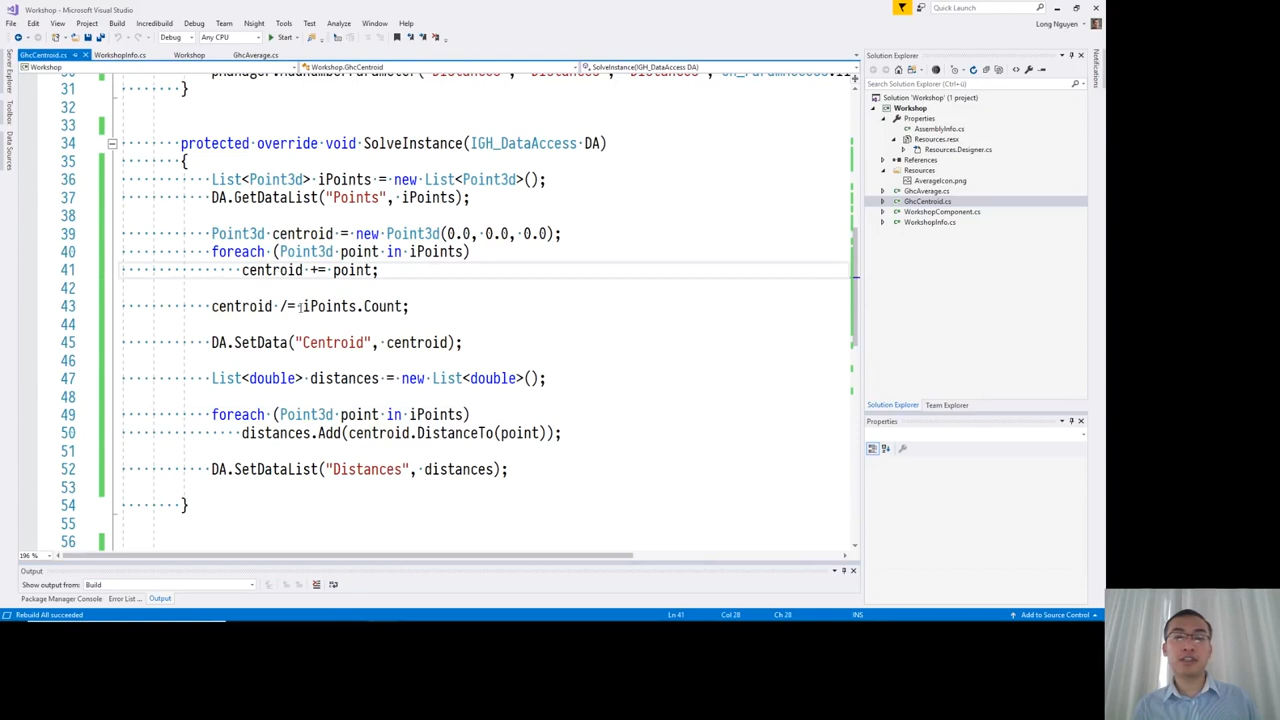 Workshop - Microsoft Visual Studio
Quick Launch (Ctrl+Q)
File Edit View Project Build Incredibuild Debug Team Nsight Tools Test Analyze Window Help
Long Nguyen
Debug Any CPU Start
GhcCentroid.cs WorkshopInfo.cs Workshop GhcAverage.cs
Workshop Workshop.GhcCentroid SolveInstance(IGH_DataAccess DA)
31 }
32
33
34 protected override void SolveInstance(IGH_DataAccess DA)
35 {
36 List<Point3d> iPoints = new List<Point3d>();
37 DA.GetDataList("Points", iPoints);
38
39 Point3d centroid = new Point3d(0.0, 0.0, 0.0);
40 foreach (Point3d point in iPoints)
41 centroid += point;
42
43 centroid /= iPoints.Count;
44
45 DA.SetData("Centroid", centroid);
46
47 List<double> distances = new List<double>();
48
49 foreach (Point3d point in iPoints)
50 distances.Add(centroid.DistanceTo(point));
51
52 DA.SetDataList("Distances", distances);
53
54 }
55
56
196 %
Server Explorer
Toolbox
Data Sources
Solution Explorer
Search Solution Explorer (Ctrl+ü)
Solution 'Workshop' (1 project)
Workshop
Properties
AssemblyInfo.cs
Resources.resx
Resources.Designer.cs
References
Resources
AverageIcon.png
GhcAverage.cs
GhcCentroid.cs
WorkshopComponent.cs
WorkshopInfo.cs
Solution Explorer Team Explorer
Properties
Notifications
Output
Show output from: Build
Package Manager Console Error List ... Output
Rebuild All succeeded Ln 41 Col 28 Ch 28 INS Add to Source Control